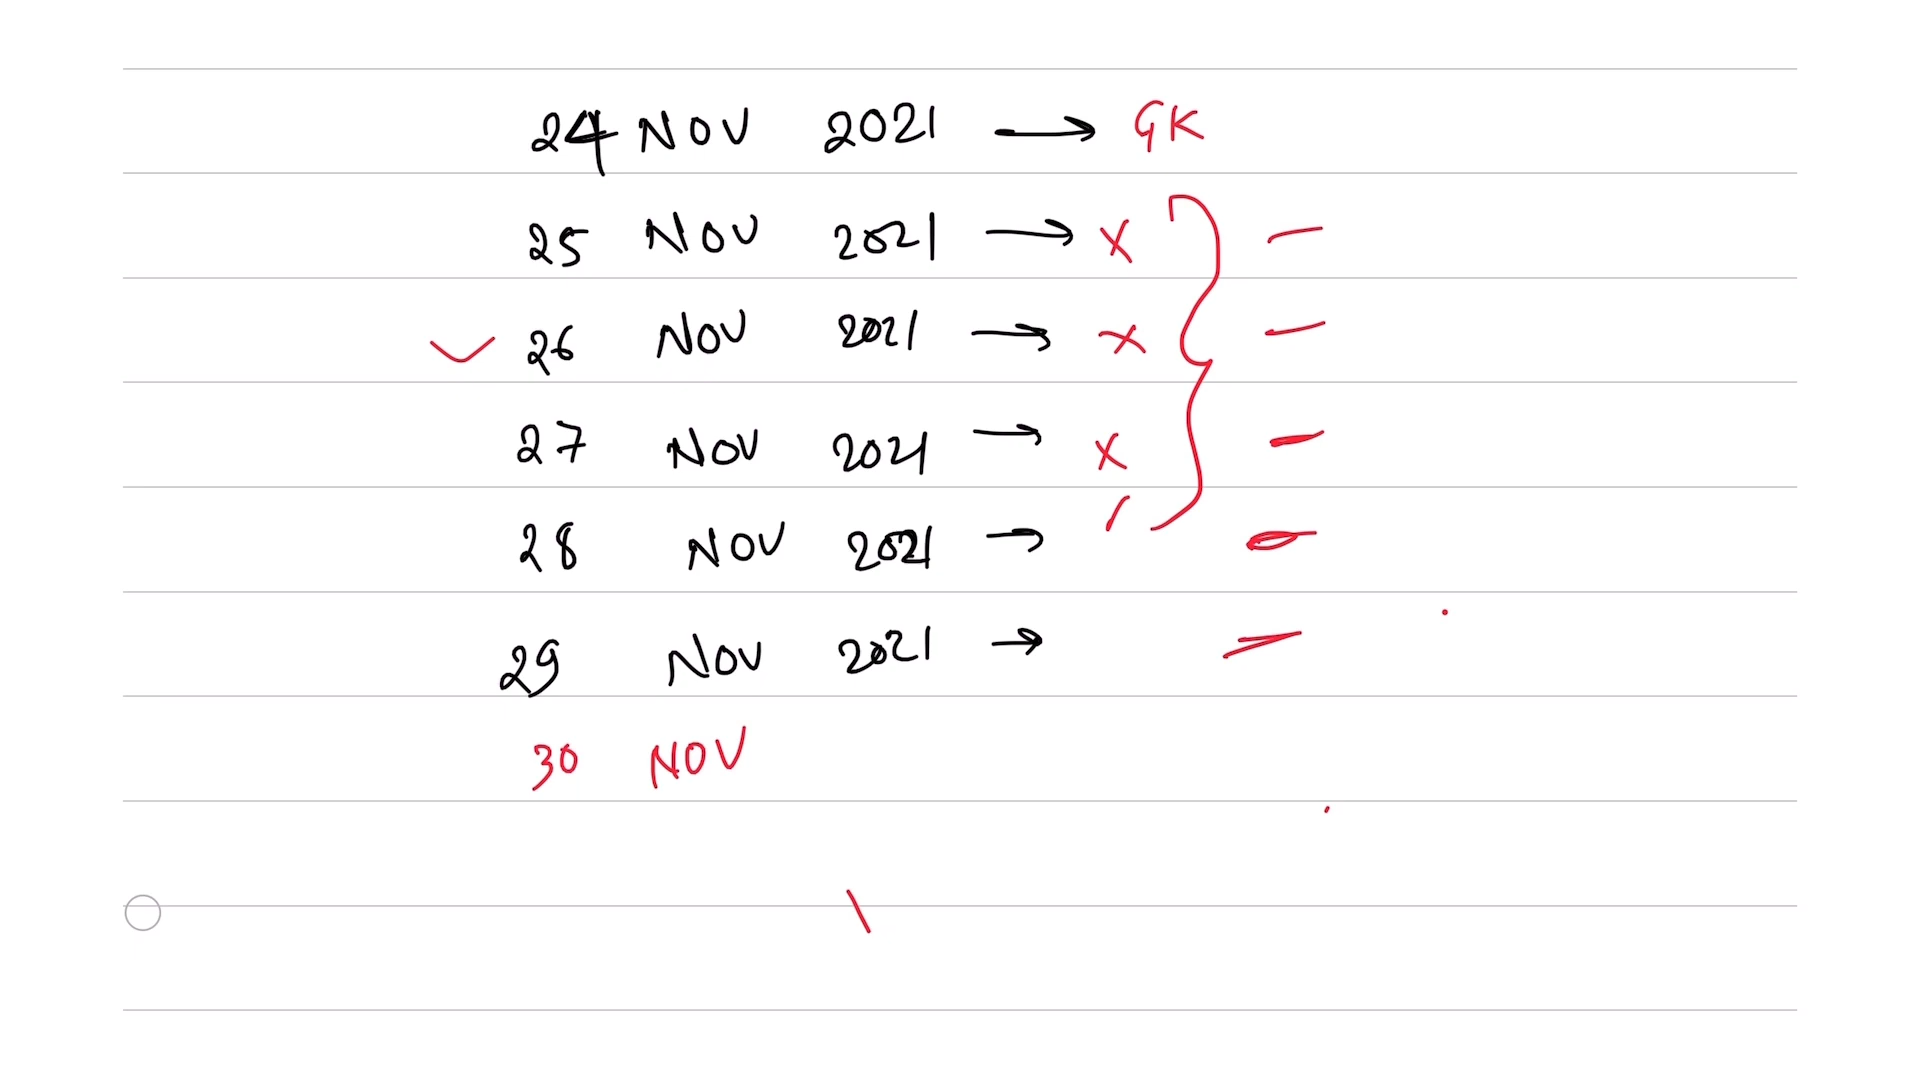 24 NOV 2021 → GK
25 NOV 2021 → x
26 NOV 2021 → x
27 NOV 2021 → x
28 NOV 2021 →
29 NOV 2021 →
30 NOV